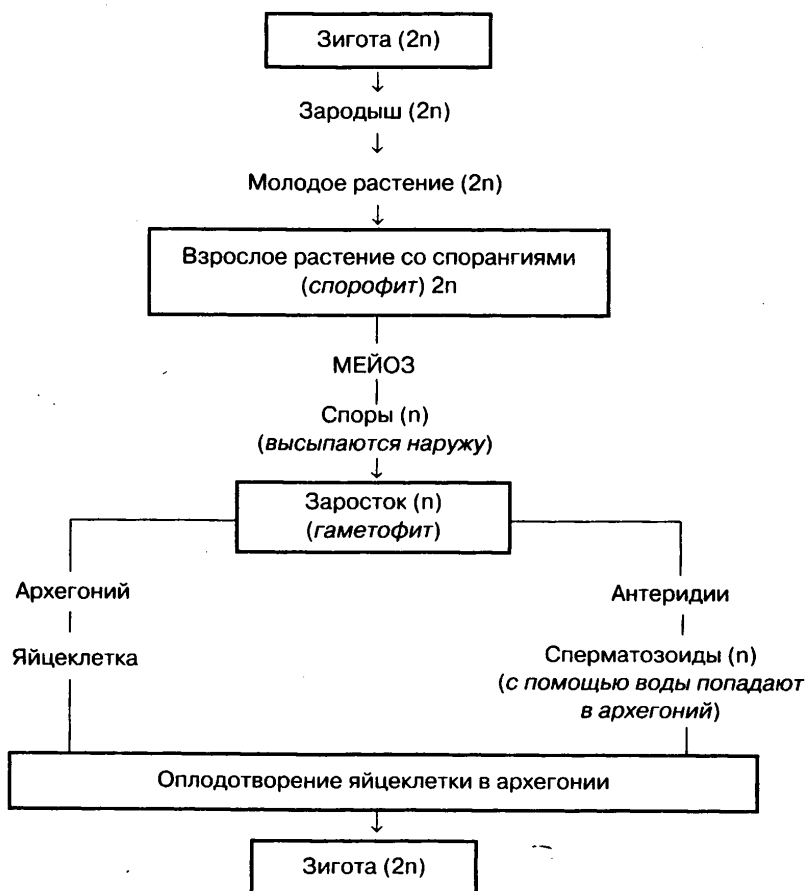 Зигота (2n)
Зародыш (2n)
Молодое растение (2n)
Взрослое растение со спорангиями
(спорофит) 2n
МЕЙОЗ
Споры (n)
(высыпаются наружу)
Заросток (n)
(гаметофит)
Архегоний
Яйцеклетка
Антеридии
Сперматозоиды (n)
(с помощью воды попадают
в архегоний)
Оплодотворение яйцеклетки в архегонии
Зигота (2n)